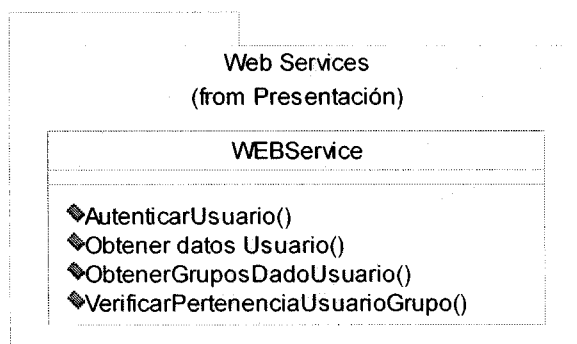 Web Services
(from Presentación)
WEBService
AutenticarUsuario()
Obtener datos Usuario()
ObtenerGruposDadoUsuario()
VerificarPertenenciaUsuarioGrupo()